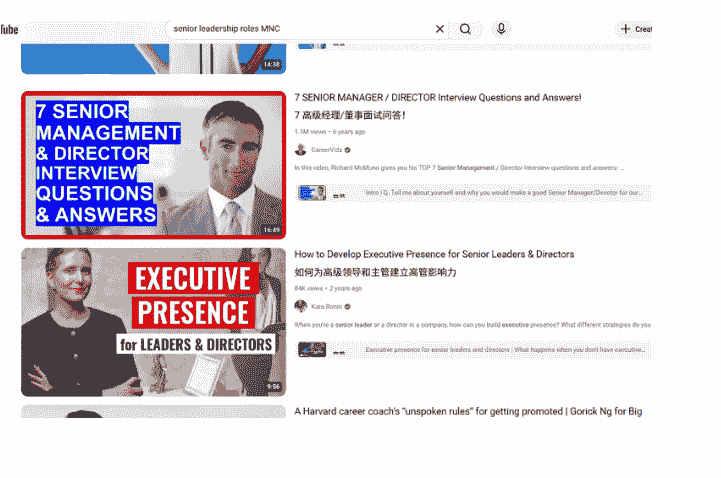 Tube
senior leadership roles MNC
Creat
14:38
7 SENIOR
MANAGEMENT
& DIRECTOR
INTERVIEW
QUESTIONS
& ANSWERS
16:49
7 SENIOR MANAGER / DIRECTOR Interview Questions and Answers!
7 高级经理/董事面试问答！
1.1M views • 6 years ago
CareerVidz
In this video, Richard McMunn gives you his TOP 7 Senior Management / Director interview questions and answers: ...
Intro | Q. Tell me about yourself and why you would make a good Senior Manager/Director for our...
EXECUTIVE
PRESENCE
for LEADERS & DIRECTORS
9:56
How to Develop Executive Presence for Senior Leaders & Directors
如何为高级领导和主管建立高管影响力
84K views • 2 years ago
Kara Ronin
When you're a senior leader or a director in a company, how can you build executive presence? What different strategies do you
Executive presence for senior leaders and directors | What happens when you don't have executive...
A Harvard career coach's "unspoken rules" for getting promoted | Gorick Ng for Big